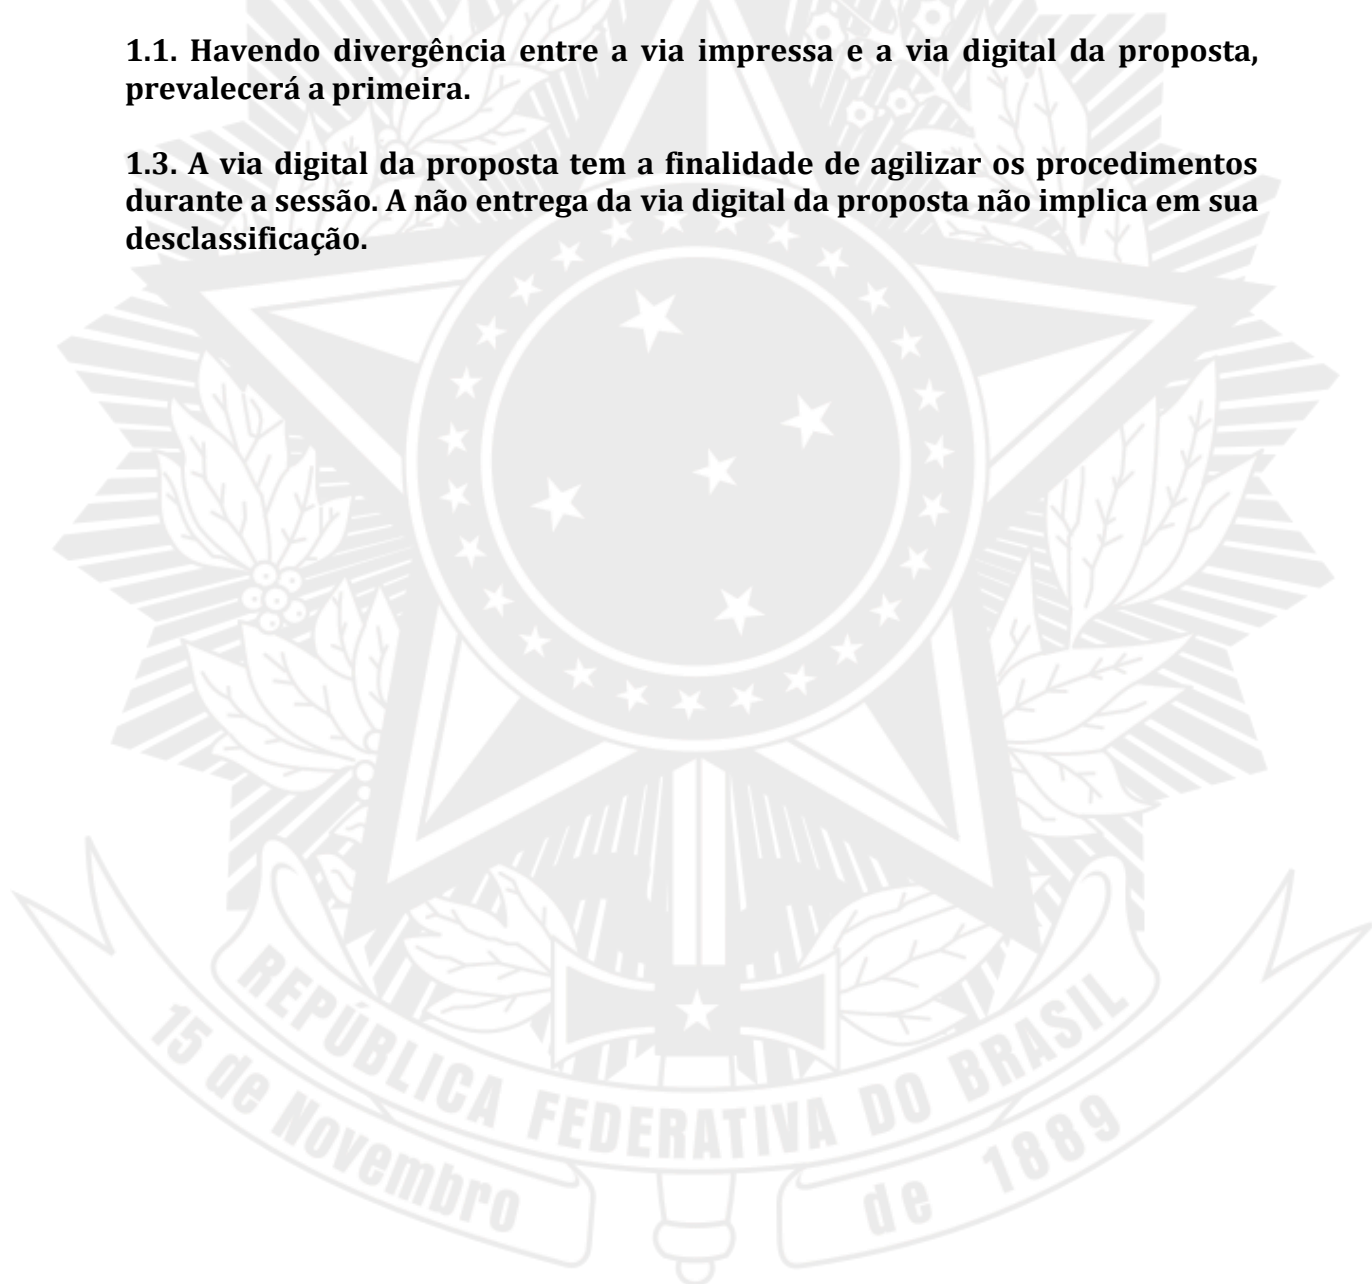 1.1. Havendo divergência entre a via impressa e a via digital da proposta,
prevalecerá a primeira.
1.3. A via digital da proposta tem a finalidade de agilizar os procedimentos
durante a sessão. A não entrega da via digital da proposta não implica em sua
desclassificação.
REPÚBLICA FEDERATIVA DO BRASIL
15 de Novembro de 1889